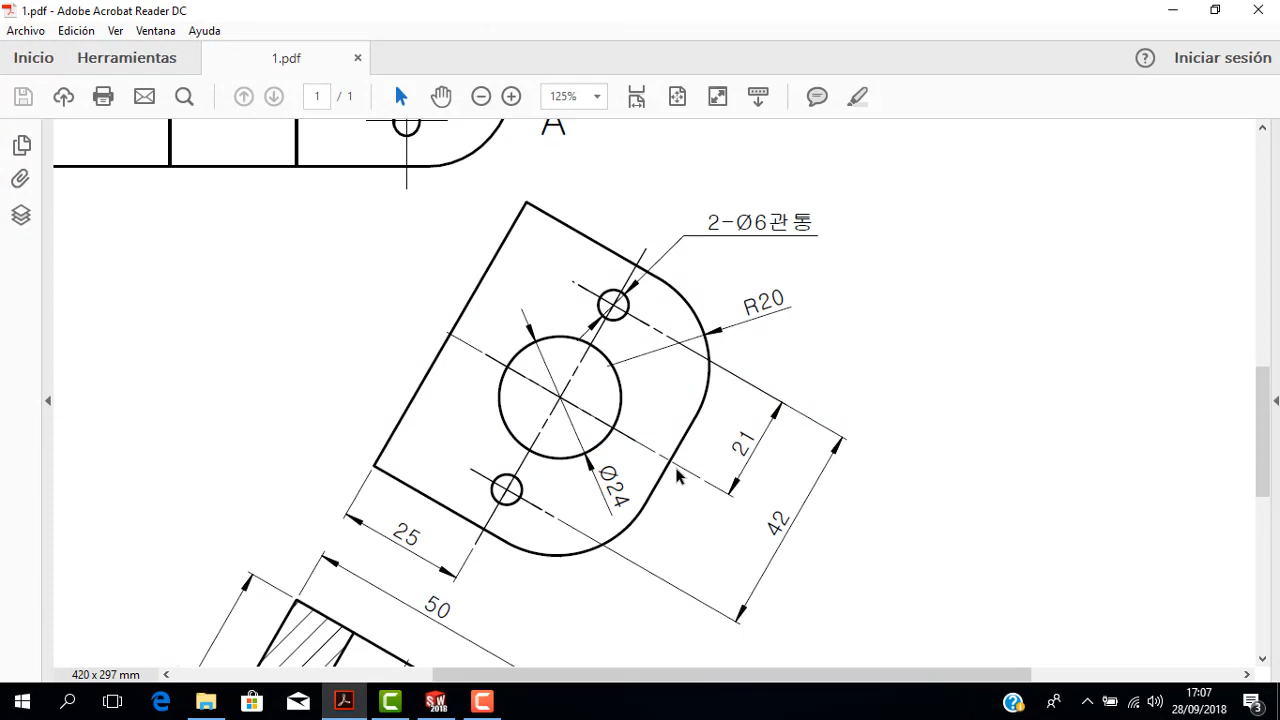 1.pdf - Adobe Acrobat Reader DC
Archivo Edición Ver Ventana Ayuda
Inicio Herramientas 1.pdf × Iniciar sesión
1 / 1 125%
A
2-Ø6관통
R20
21
Ø24
42
25
50
420 x 297 mm
17:07
28/09/2018
3